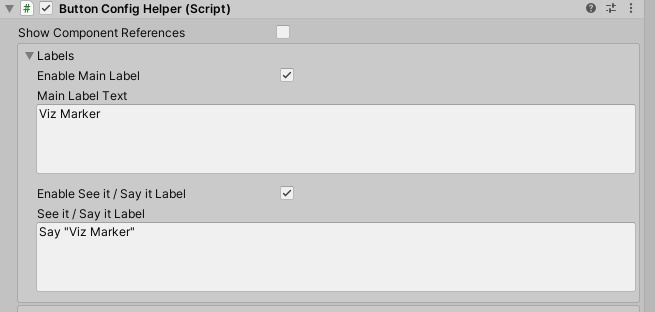 Button Config Helper (Script)
Show Component References
Labels
Enable Main Label
Main Label Text
Viz Marker
Enable See it / Say it Label
See it / Say it Label
Say "Viz Marker"